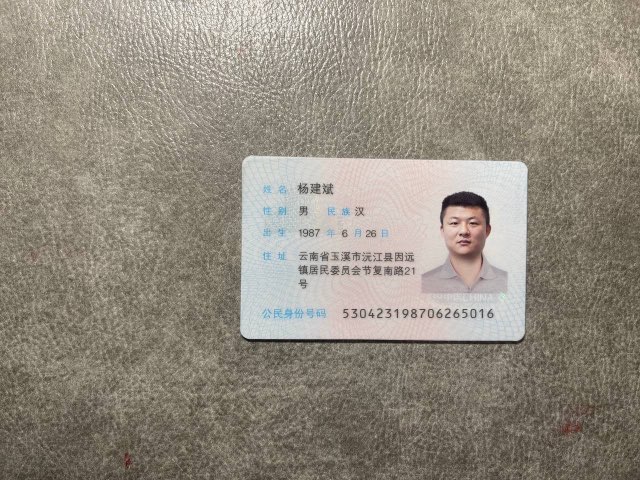 姓名 杨建斌
性别 男 民族 汉
出生 1987 年 6 月 26 日
住址 云南省玉溪市沅江县因远
镇居民委员会节复南路21
号
公民身份号码 530423198706265016